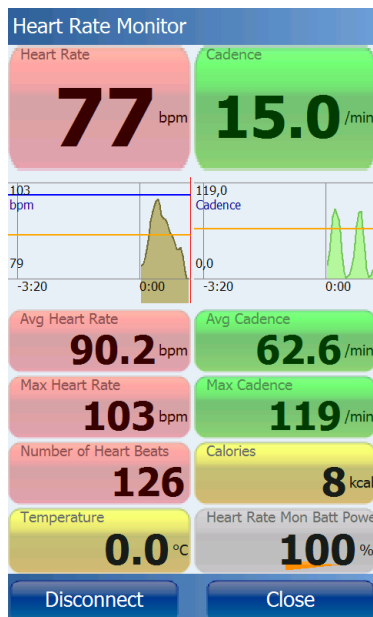 Heart Rate Monitor
Heart Rate
77 bpm
Cadence
15.0 /min
103
bpm
79
-3:20 0:00
119,0
Cadence
0,0
-3:20 0:00
Avg Heart Rate
90.2 bpm
Avg Cadence
62.6 /min
Max Heart Rate
103 bpm
Max Cadence
119 /min
Number of Heart Beats
126
Calories
8 kcal
Temperature
0.0 °C
Heart Rate Mon Batt Powe
100 %
Disconnect
Close